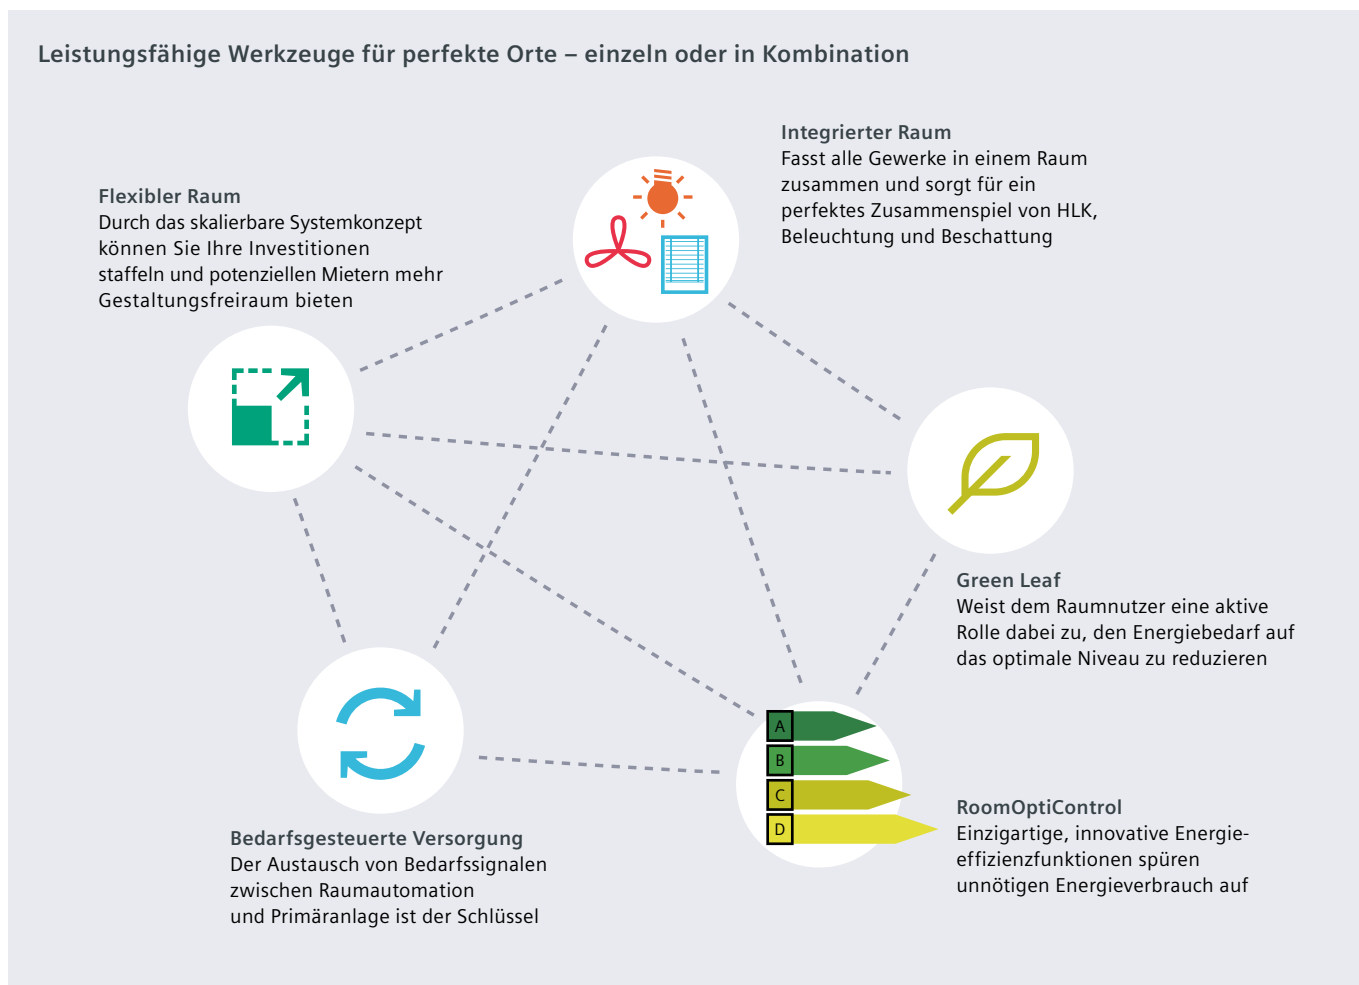 Leistungsfähige Werkzeuge für perfekte Orte – einzeln oder in Kombination
Integrierter Raum
Fasst alle Gewerke in einem Raum
zusammen und sorgt für ein
perfektes Zusammenspiel von HLK,
Beleuchtung und Beschattung
Flexibler Raum
Durch das skalierbare Systemkonzept
können Sie Ihre Investitionen
staffeln und potenziellen Mietern mehr
Gestaltungsfreiraum bieten
Green Leaf
Weist dem Raumnutzer eine aktive
Rolle dabei zu, den Energiebedarf auf
das optimale Niveau zu reduzieren
A
B
C
D
RoomOptiControl
Einzigartige, innovative Energie-
effizienzfunktionen spüren
unnötigen Energieverbrauch auf
Bedarfsgesteuerte Versorgung
Der Austausch von Bedarfssignalen
zwischen Raumautomation
und Primäranlage ist der Schlüssel